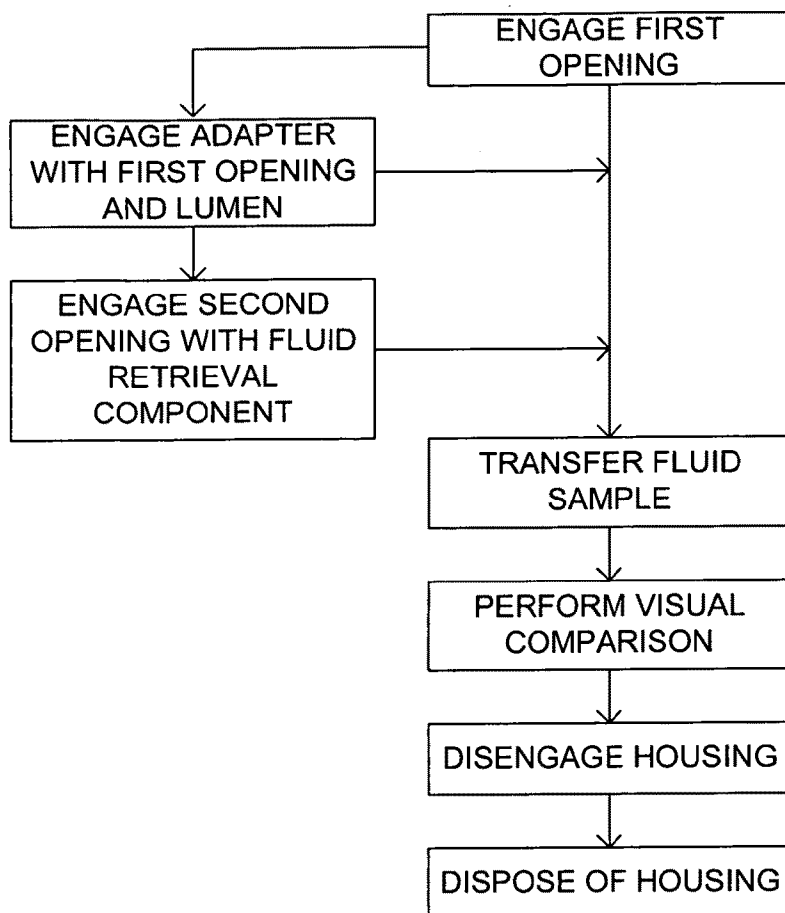 ENGAGE FIRST
OPENING
ENGAGE ADAPTER
WITH FIRST OPENING
AND LUMEN
ENGAGE SECOND
OPENING WITH FLUID
RETRIEVAL
COMPONENT
TRANSFER FLUID
SAMPLE
PERFORM VISUAL
COMPARISON
DISENGAGE HOUSING
DISPOSE OF HOUSING